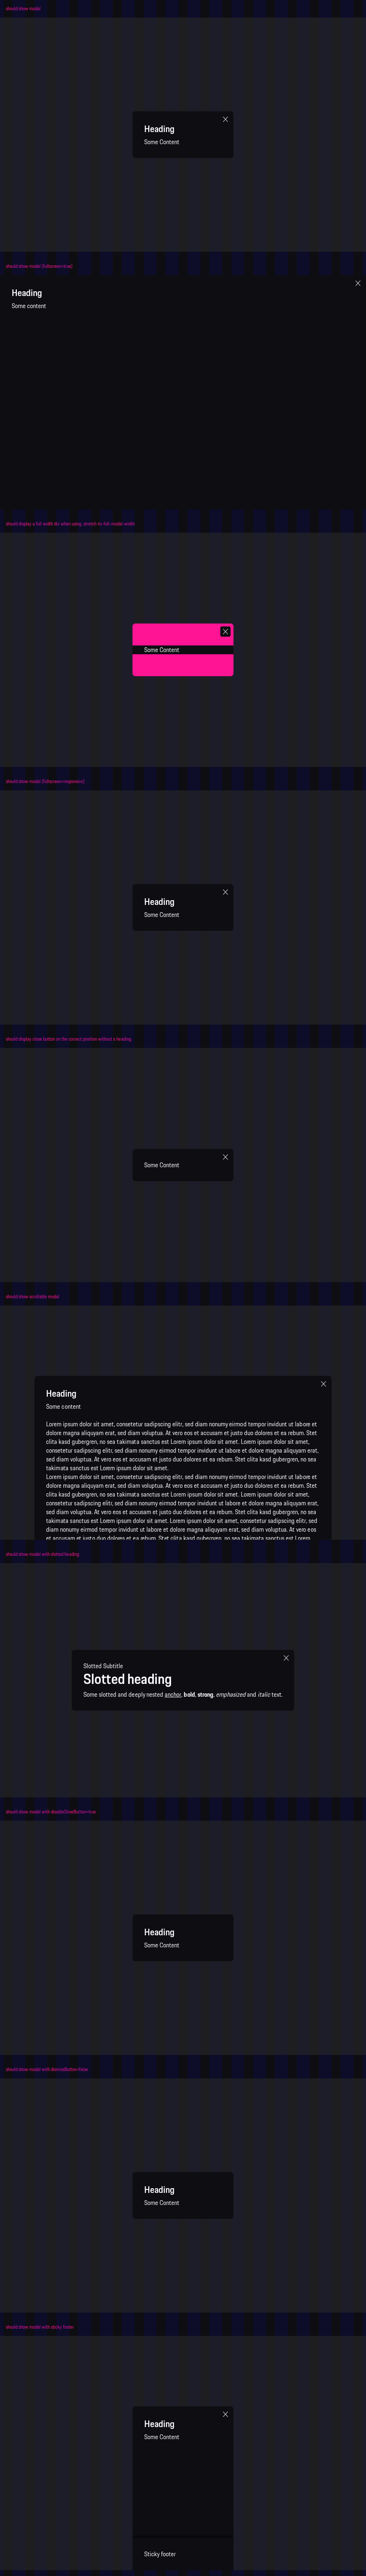 should show modal
Heading
Some Content
should show modal (fullscreen=true)
Heading
Some content
should display a full width div when using stretch-to-full-modal-width
Some Content
should show modal (fullscreen=responsive)
Heading
Some Content
should display close button on the correct position without a heading
Some Content
should show scrollable modal
Heading
Some content
Lorem ipsum dolor sit amet, consetetur sadipscing elitr, sed diam nonumy eirmod tempor invidunt ut labore et
dolore magna aliquyam erat, sed diam voluptua. At vero eos et accusam et justo duo dolores et ea rebum. Stet
clita kasd gubergren, no sea takimata sanctus est Lorem ipsum dolor sit amet. Lorem ipsum dolor sit amet,
consetetur sadipscing elitr, sed diam nonumy eirmod tempor invidunt ut labore et dolore magna aliquyam erat,
sed diam voluptua. At vero eos et accusam et justo duo dolores et ea rebum. Stet clita kasd gubergren, no sea
takimata sanctus est Lorem ipsum dolor sit amet.
Lorem ipsum dolor sit amet, consetetur sadipscing elitr, sed diam nonumy eirmod tempor invidunt ut labore et
dolore magna aliquyam erat, sed diam voluptua. At vero eos et accusam et justo duo dolores et ea rebum. Stet
clita kasd gubergren, no sea takimata sanctus est Lorem ipsum dolor sit amet. Lorem ipsum dolor sit amet,
consetetur sadipscing elitr, sed diam nonumy eirmod tempor invidunt ut labore et dolore magna aliquyam erat,
sed diam voluptua. At vero eos et accusam et justo duo dolores et ea rebum. Stet clita kasd gubergren, no sea
takimata sanctus est Lorem ipsum dolor sit amet. Lorem ipsum dolor sit amet, consetetur sadipscing elitr, sed
diam nonumy eirmod tempor invidunt ut labore et dolore magna aliquyam erat, sed diam voluptua. At vero eos
et accusam et justo duo dolores et ea rebum. Stet clita kasd gubergren, no sea takimata sanctus est Lorem
should show modal with slotted heading
Slotted Subtitle
Slotted heading
Some slotted and deeply nested anchor, bold, strong, emphasized and italic text.
should show modal with disableCloseButton=true
Heading
Some Content
should show modal with dismissButton=false
Heading
Some Content
should show modal with sticky footer
Heading
Some Content
Sticky footer